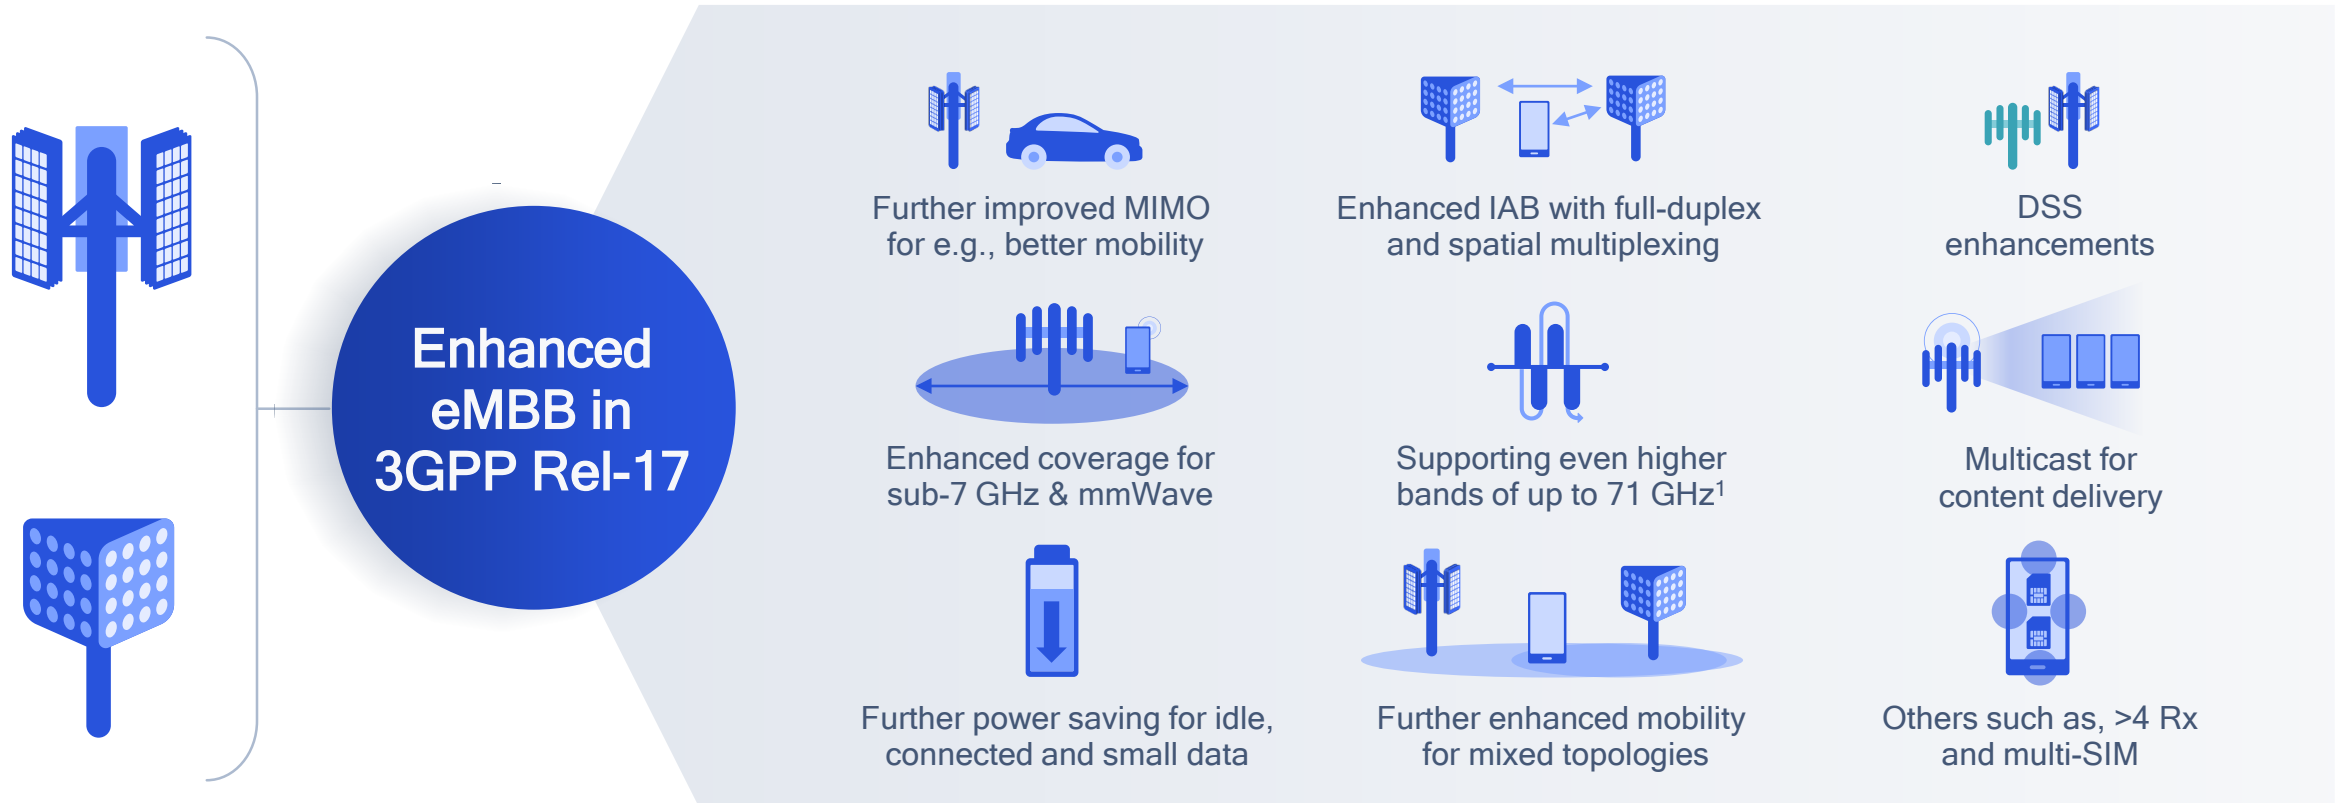 Enhanced
eMBB in
3GPP Rel-17
Further improved MIMO
for e.g., better mobility
Enhanced IAB with full-duplex
and spatial multiplexing
DSS
enhancements
Enhanced coverage for
sub-7 GHz & mmWave
Supporting even higher
bands of up to 71 GHz¹
Multicast for
content delivery
Further power saving for idle,
connected and small data
Further enhanced mobility
for mixed topologies
Others such as, >4 Rx
and multi-SIM